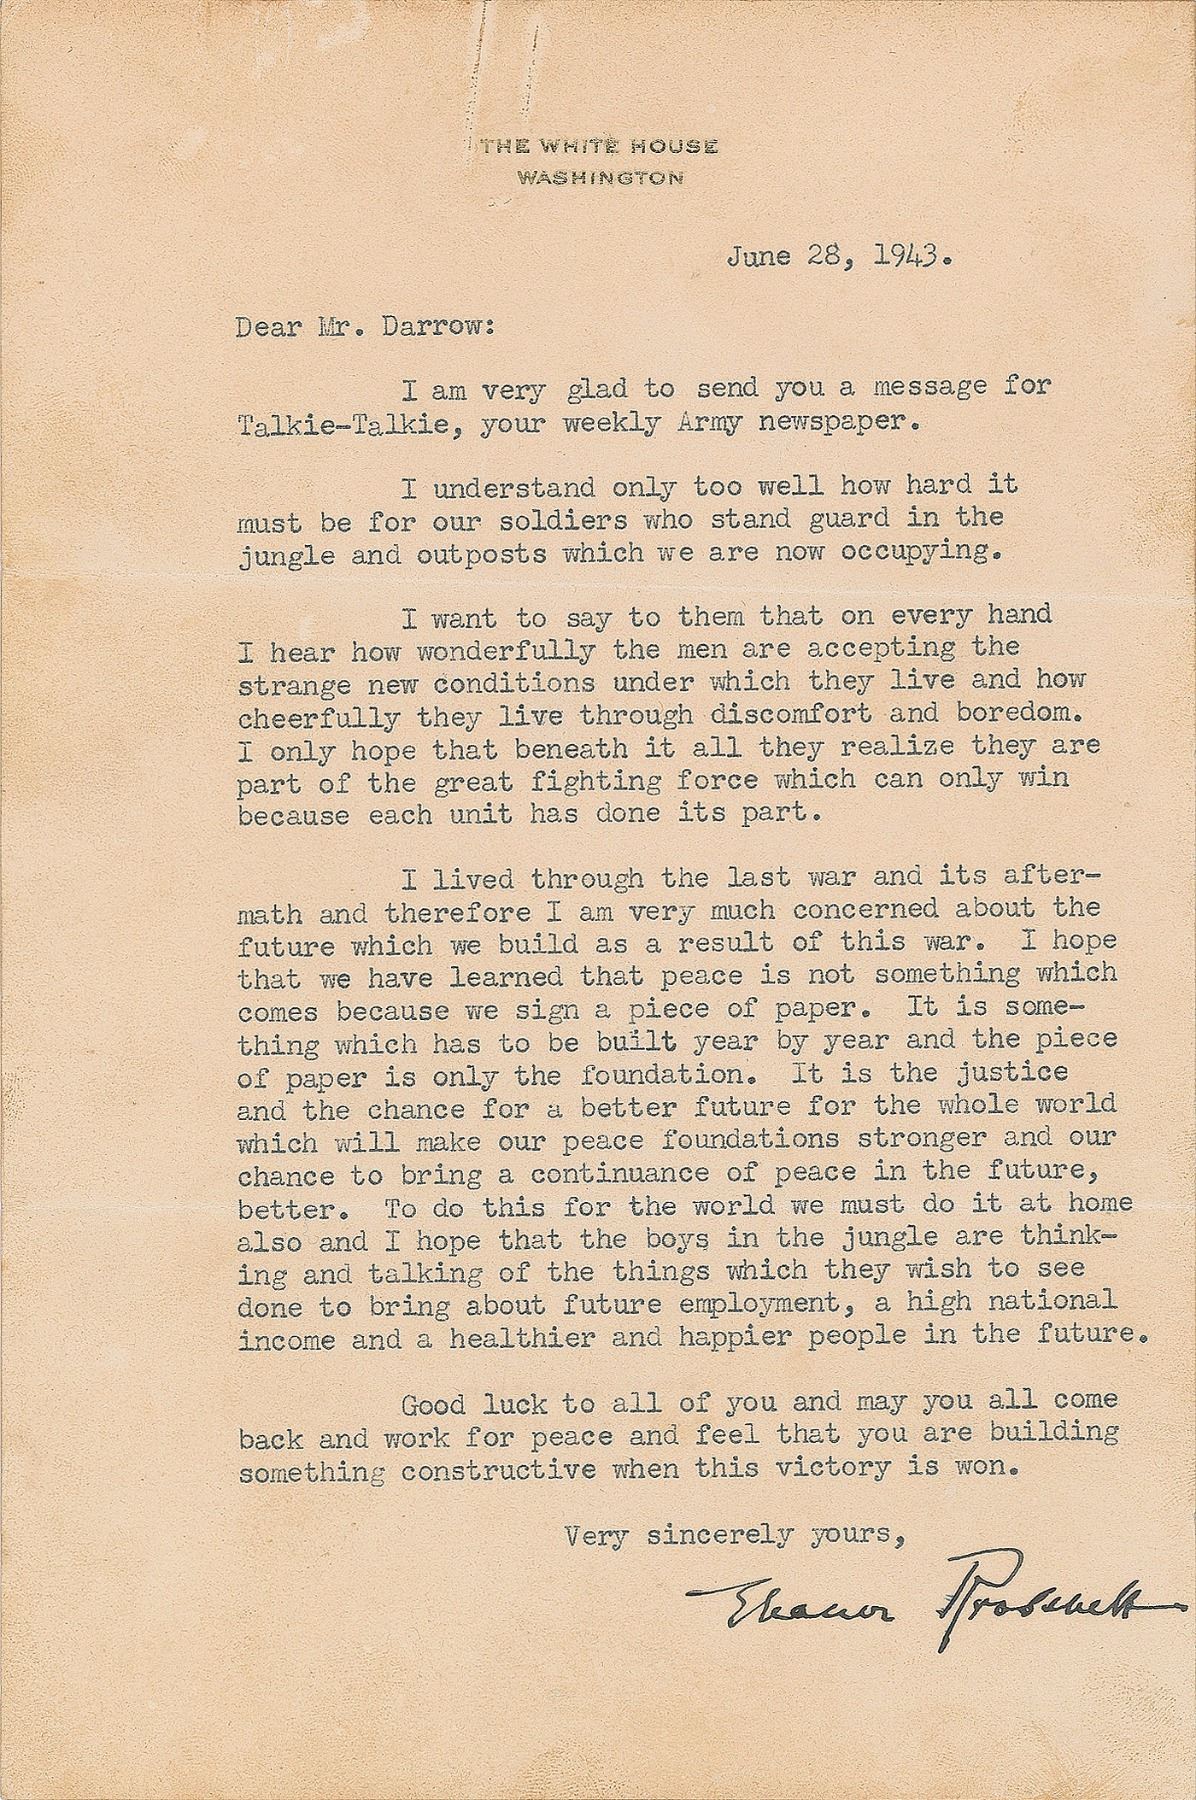 THE WHITE HOUSE
WASHINGTON
June 28, 1943.
Dear Mr. Darrow:
I am very glad to send you a message for
Talkie-Talkie, your weekly Army newspaper.
I understand only too well how hard it
must be for our soldiers who stand guard in the
jungle and outposts which we are now occupying.
I want to say to them that on every hand
I hear how wonderfully the men are accepting the
strange new conditions under which they live and how
cheerfully they live through discomfort and boredom.
I only hope that beneath it all they realize they are
part of the great fighting force which can only win
because each unit has done its part.
I lived through the last war and its after-
math and therefore I am very much concerned about the
future which we build as a result of this war. I hope
that we have learned that peace is not something which
comes because we sign a piece of paper. It is some-
thing which has to be built year by year and the piece
of paper is only the foundation. It is the justice
and the chance for a better future for the whole world
which will make our peace foundations stronger and our
chance to bring a continuance of peace in the future,
better. To do this for the world we must do it at home
also and I hope that the boys in the jungle are think-
ing and talking of the things which they wish to see
done to bring about future employment, a high national
income and a healthier and happier people in the future.
Good luck to all of you and may you all come
back and work for peace and feel that you are building
something constructive when this victory is won.
Very sincerely yours,
Eleanor Roosevelt